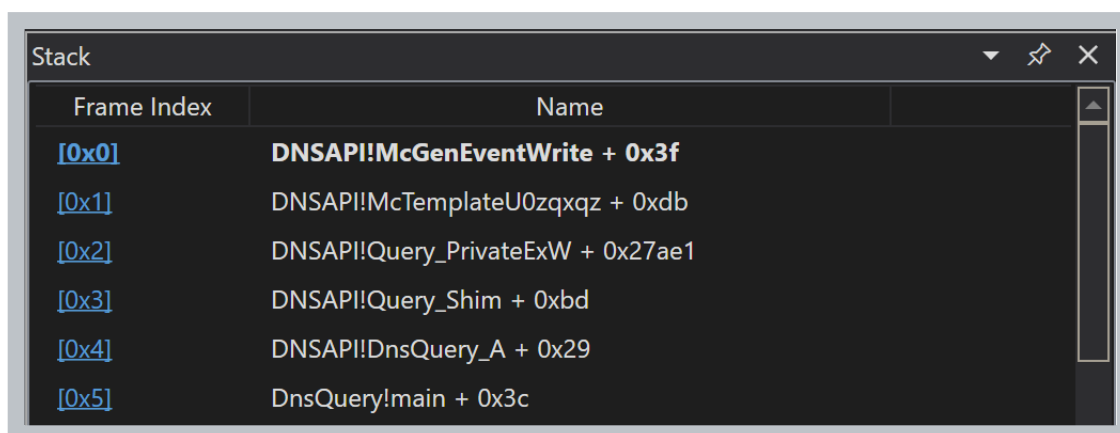 Stack
Frame Index Name
[0x0] DNSAPI!McGenEventWrite + 0x3f
[0x1] DNSAPI!McTemplateU0zqxqz + 0xdb
[0x2] DNSAPI!Query_PrivateExW + 0x27ae1
[0x3] DNSAPI!Query_Shim + 0xbd
[0x4] DNSAPI!DnsQuery_A + 0x29
[0x5] DnsQuery!main + 0x3c